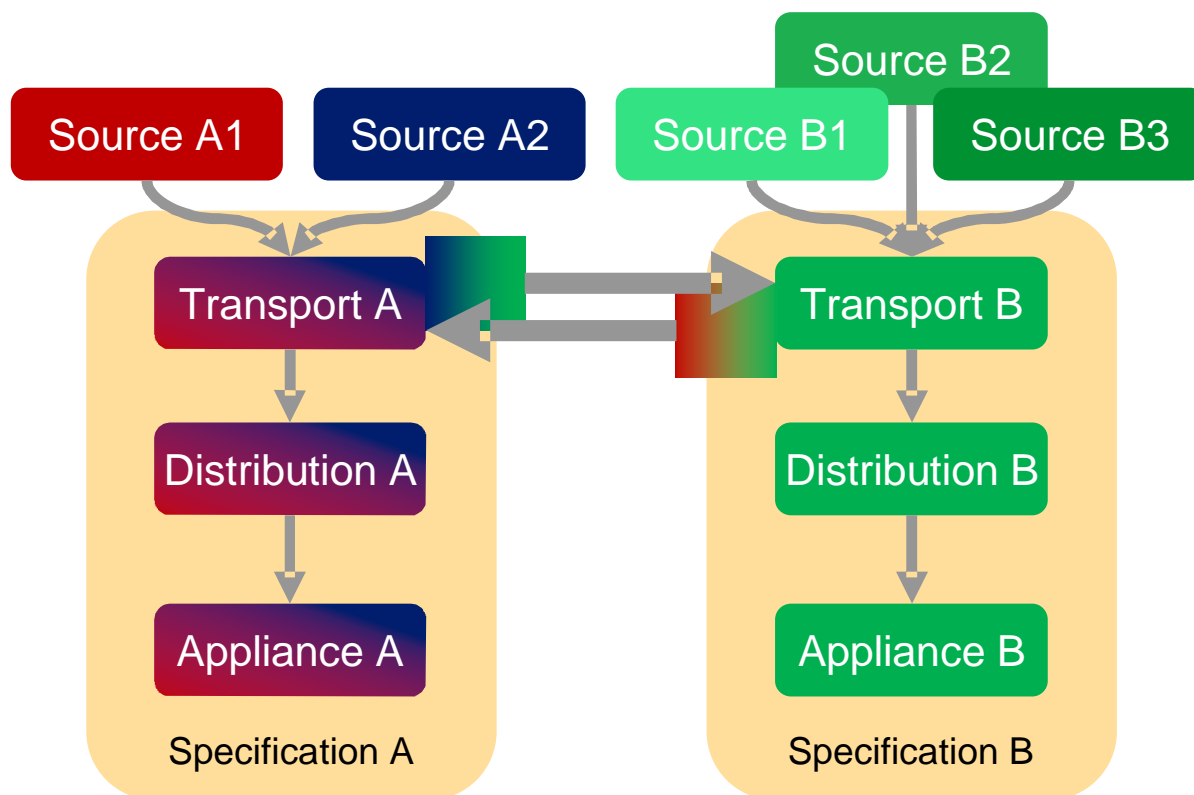 Source B2
Source A1
Source A2
Source B1
Source B3
Transport A
Transport B
Distribution A
Distribution B
Appliance A
Appliance B
Specification A
Specification B